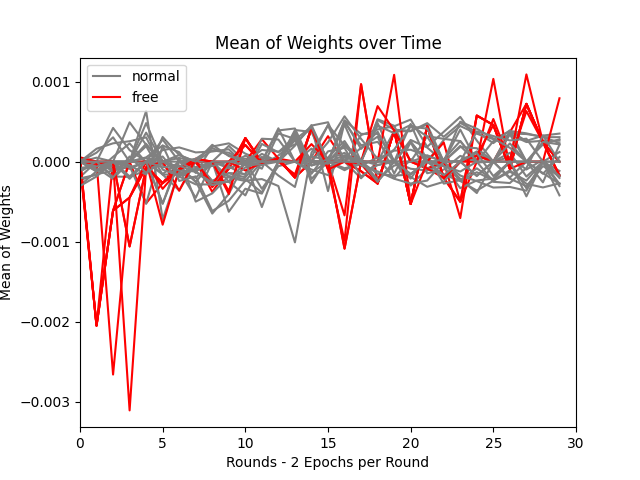 Mean of Weights over Time
normal
free
0.001
0.000
−0.001
−0.002
−0.003
Mean of Weights
0 5 10 15 20 25 30
Rounds - 2 Epochs per Round